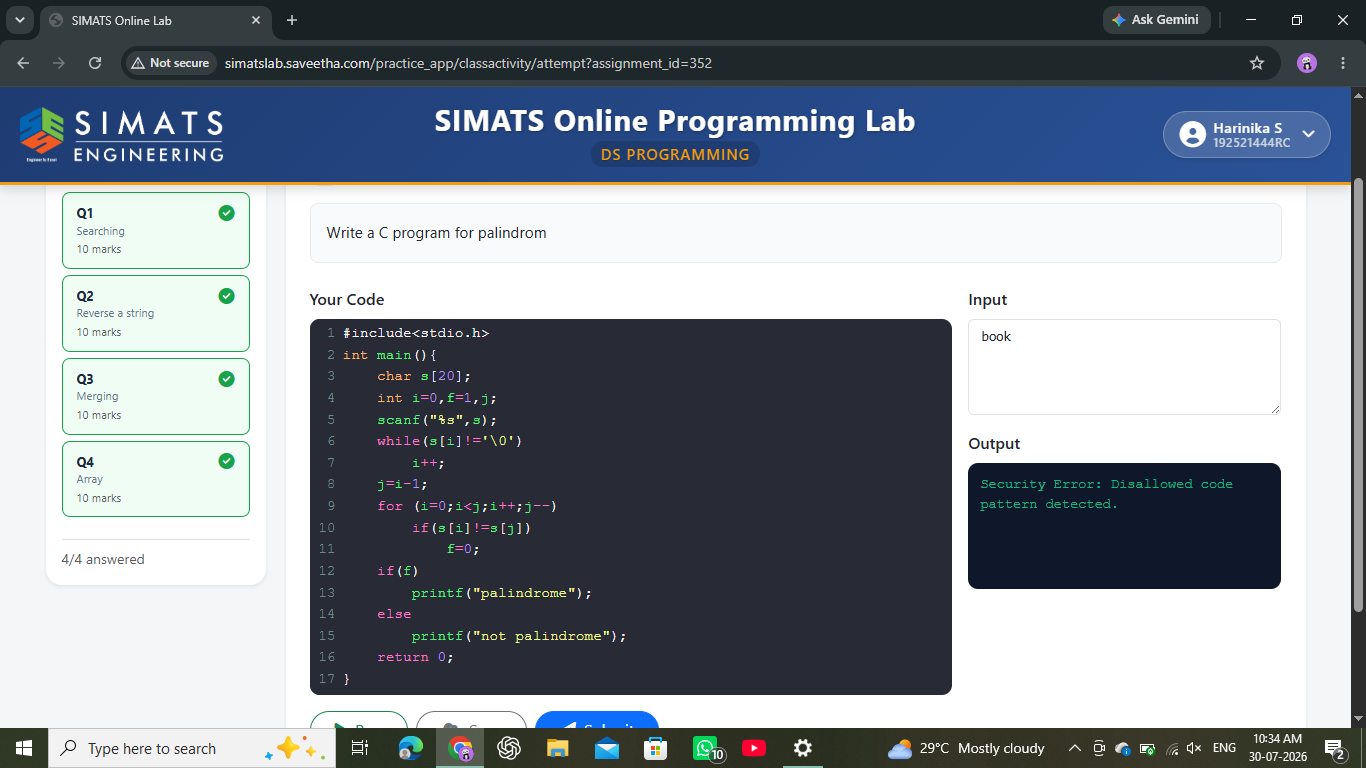 SIMATS Online Lab
Ask Gemini
Not secure
simatslab.saveetha.com/practice_app/classactivity/attempt?assignment_id=352
SIMATS
ENGINEERING
Engineer to Excel
SIMATS Online Programming Lab
DS PROGRAMMING
Harinika S
192521444RC
Q1
Searching
10 marks
Q2
Reverse a string
10 marks
Q3
Merging
10 marks
Q4
Array
10 marks
4/4 answered
Write a C program for palindrom
Your Code
1 #include<stdio.h>
2 int main(){
3     char s[20];
4     int i=0,f=1,j;
5     scanf("%s",s);
6     while(s[i]!='\0')
7         i++;
8     j=i-1;
9     for (i=0;i<j;i++;j--)
10         if(s[i]!=s[j])
11             f=0;
12     if(f)
13         printf("palindrome");
14     else
15         printf("not palindrome");
16     return 0;
17 }
Input
book
Output
Security Error: Disallowed code
pattern detected.
Type here to search
10
29°C Mostly cloudy
ENG
10:34 AM
30-07-2026
2